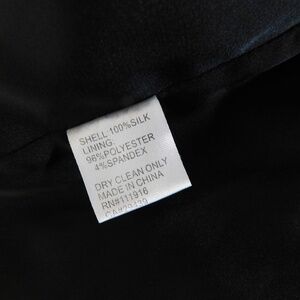 SHELL 100%SILK
LINING:
96%POLYESTER
4%SPANDEX
DRY CLEAN ONLY
MADE IN CHINA
RN#111916